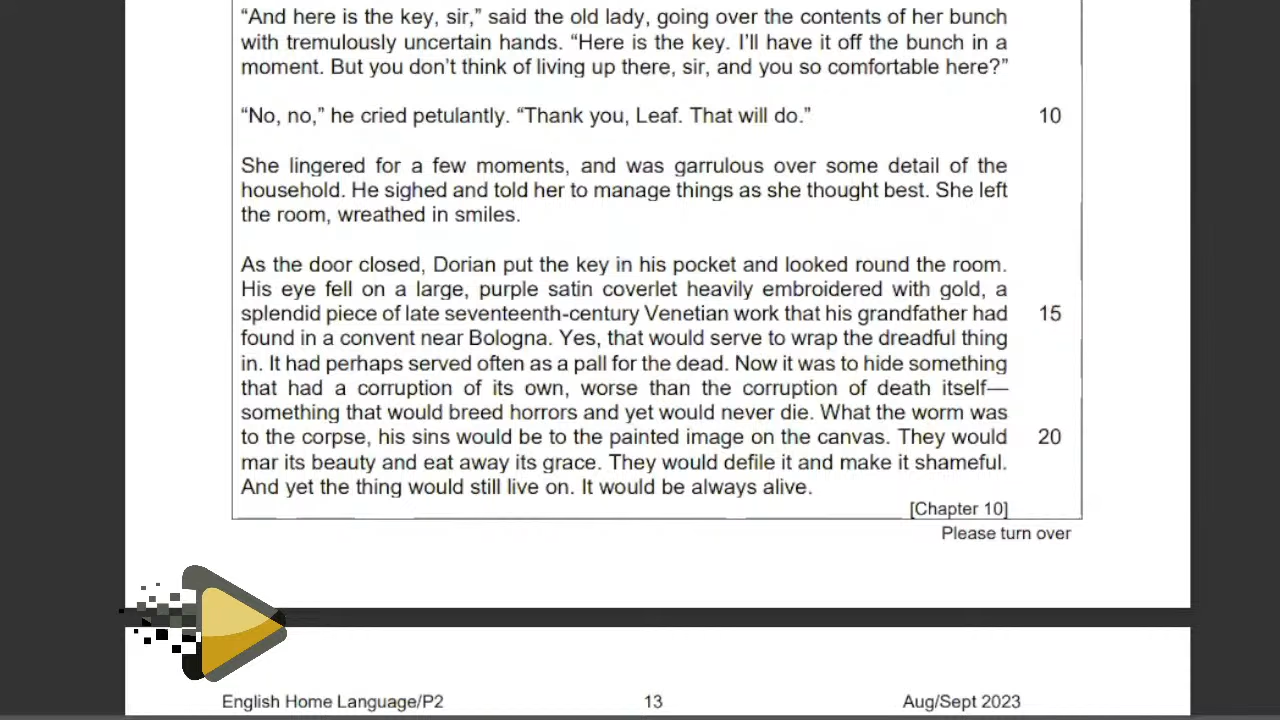 “And here is the key, sir,” said the old lady, going over the contents of her bunch
with tremulously uncertain hands. “Here is the key. I’ll have it off the bunch in a
moment. But you don’t think of living up there, sir, and you so comfortable here?”
“No, no,” he cried petulantly. “Thank you, Leaf. That will do.” 10
She lingered for a few moments, and was garrulous over some detail of the
household. He sighed and told her to manage things as she thought best. She left
the room, wreathed in smiles.
As the door closed, Dorian put the key in his pocket and looked round the room.
His eye fell on a large, purple satin coverlet heavily embroidered with gold, a
splendid piece of late seventeenth-century Venetian work that his grandfather had 15
found in a convent near Bologna. Yes, that would serve to wrap the dreadful thing
in. It had perhaps served often as a pall for the dead. Now it was to hide something
that had a corruption of its own, worse than the corruption of death itself—
something that would breed horrors and yet would never die. What the worm was
to the corpse, his sins would be to the painted image on the canvas. They would 20
mar its beauty and eat away its grace. They would defile it and make it shameful.
And yet the thing would still live on. It would be always alive.
[Chapter 10]
Please turn over
English Home Language/P2 13 Aug/Sept 2023